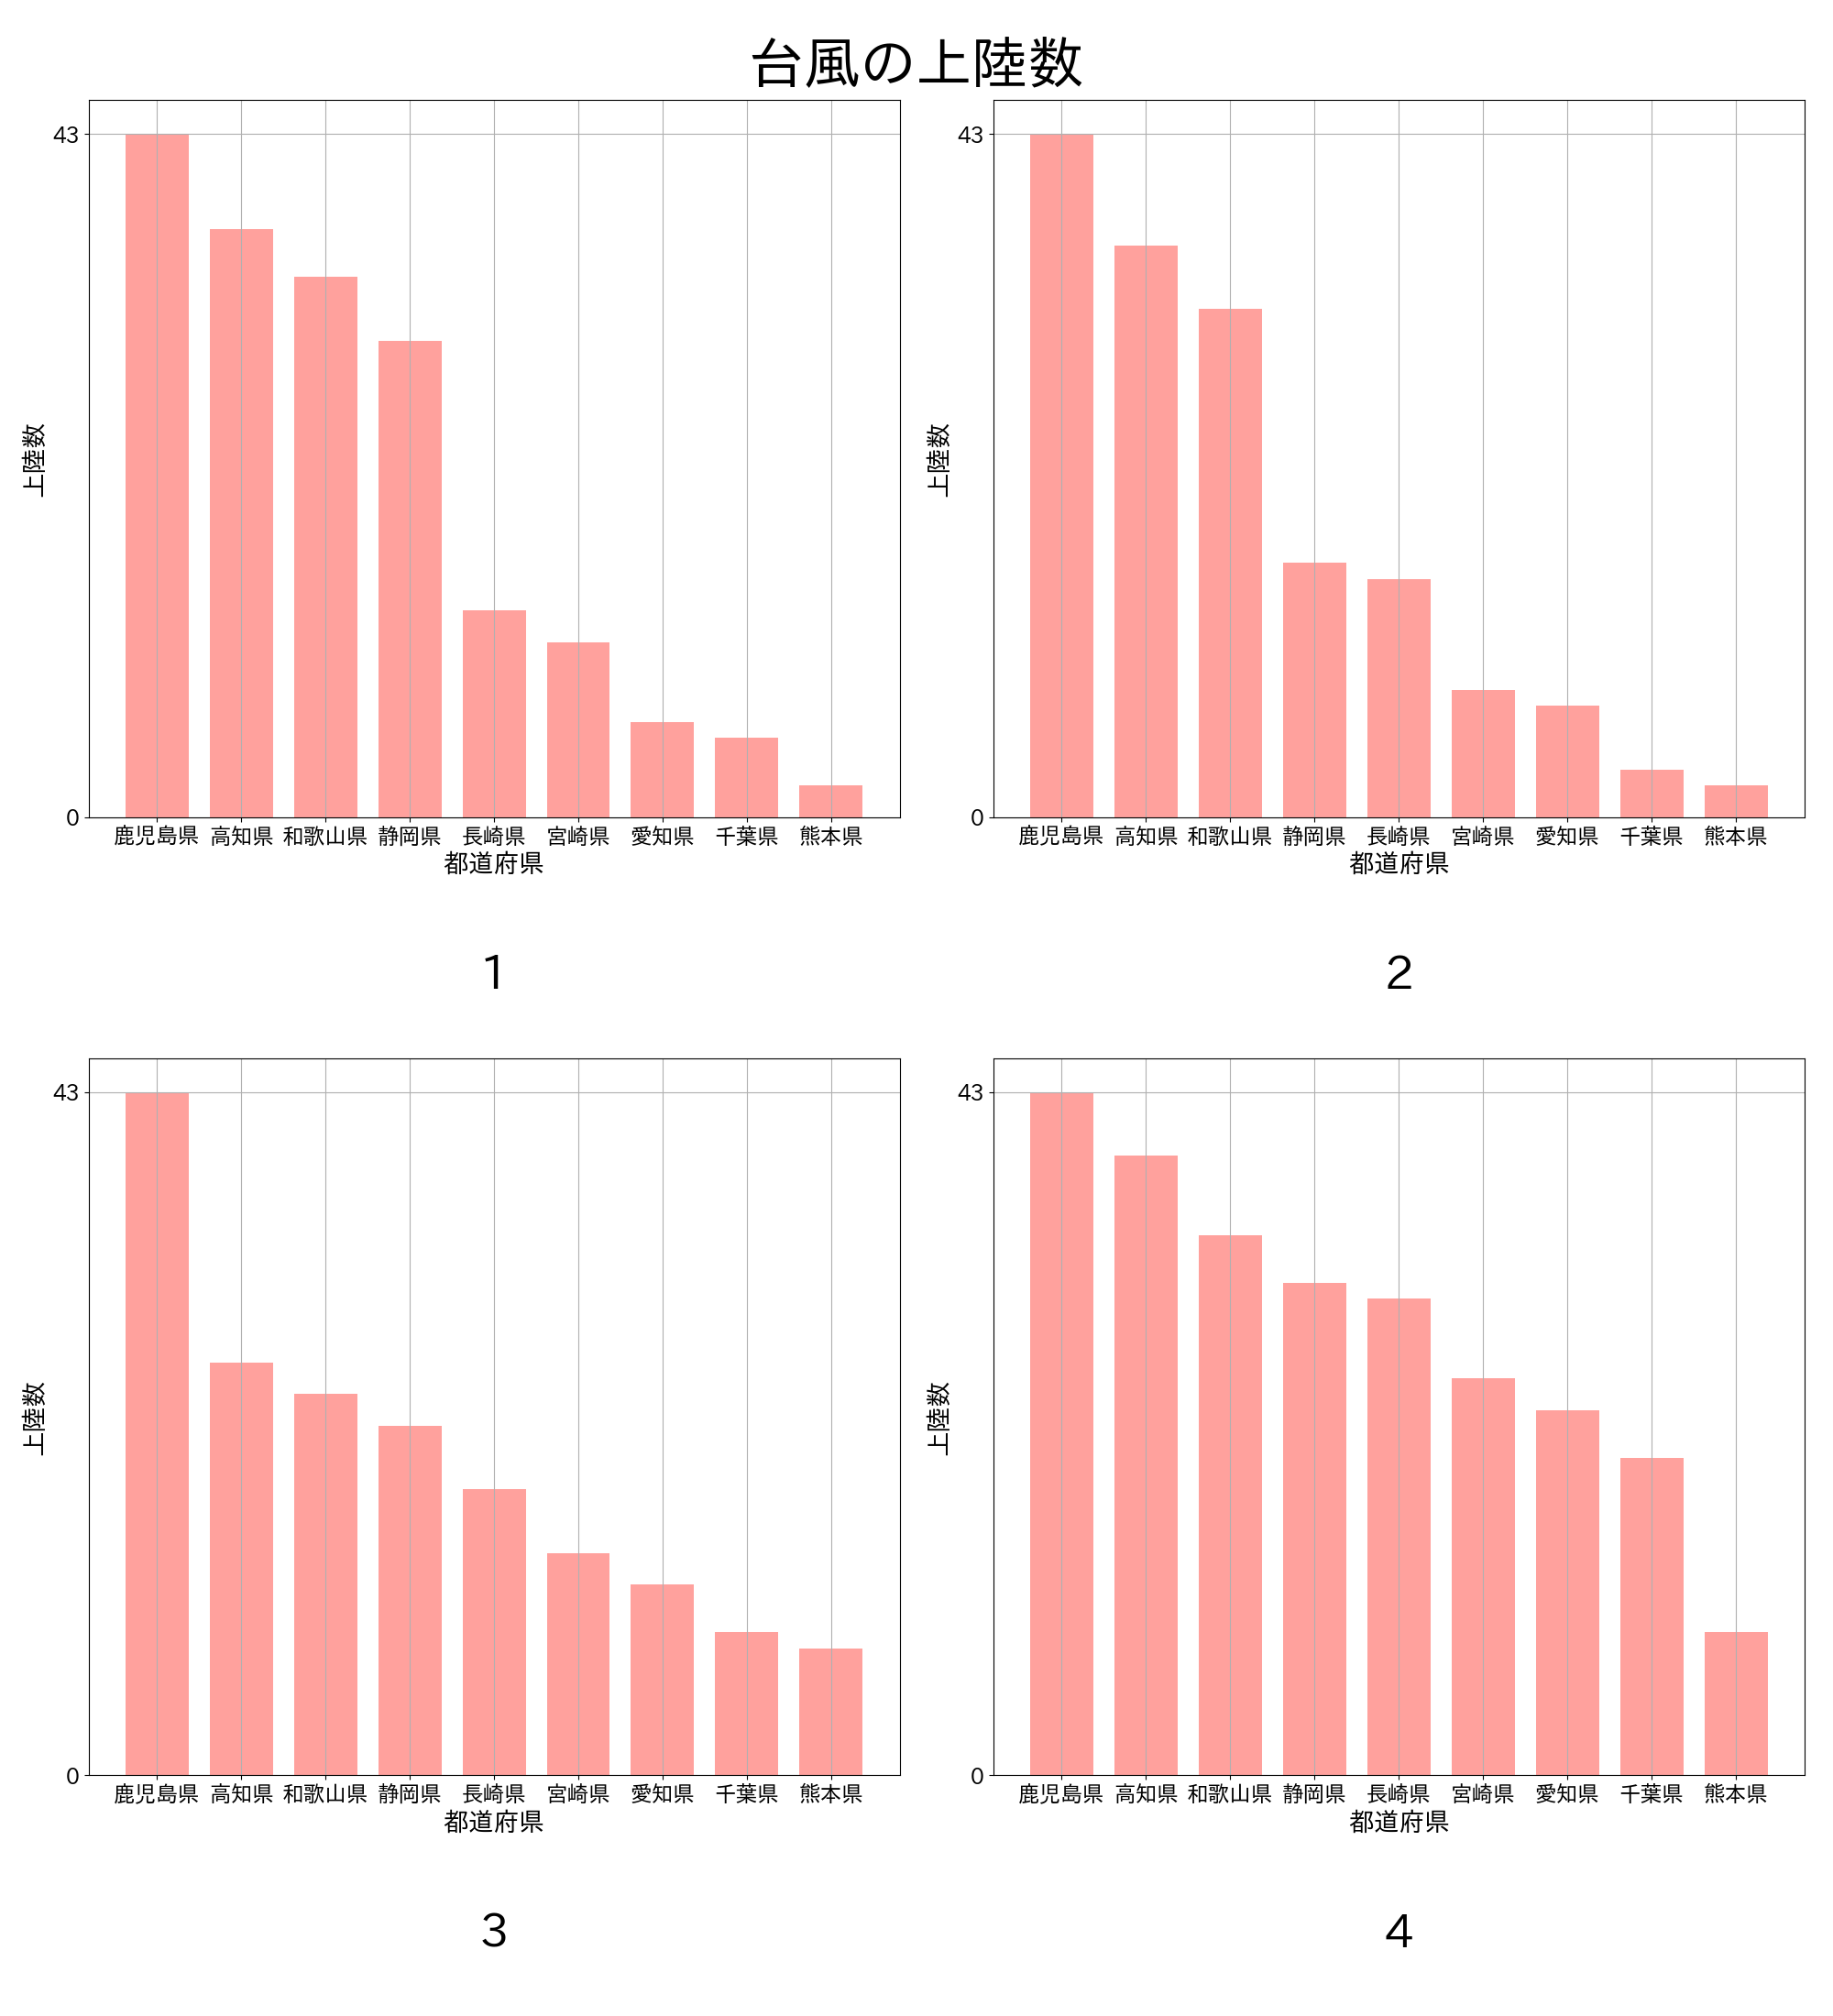 台風の上陸数
43
0
上陸数
鹿児島県 高知県 和歌山県 静岡県 長崎県 宮崎県 愛知県 千葉県 熊本県
都道府県
1
43
0
上陸数
鹿児島県 高知県 和歌山県 静岡県 長崎県 宮崎県 愛知県 千葉県 熊本県
都道府県
2
43
0
上陸数
鹿児島県 高知県 和歌山県 静岡県 長崎県 宮崎県 愛知県 千葉県 熊本県
都道府県
3
43
0
上陸数
鹿児島県 高知県 和歌山県 静岡県 長崎県 宮崎県 愛知県 千葉県 熊本県
都道府県
4